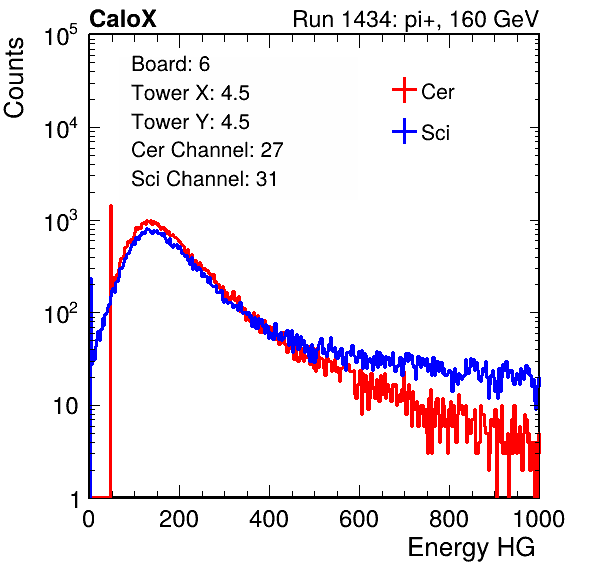 CaloX Run 1434: pi+, 160 GeV
Counts
10^5
10^4
10^3
10^2
10
1
Board: 6
Tower X: 4.5
Tower Y: 4.5
Cer Channel: 27
Sci Channel: 31
Cer
Sci
0 200 400 600 800 1000
Energy HG